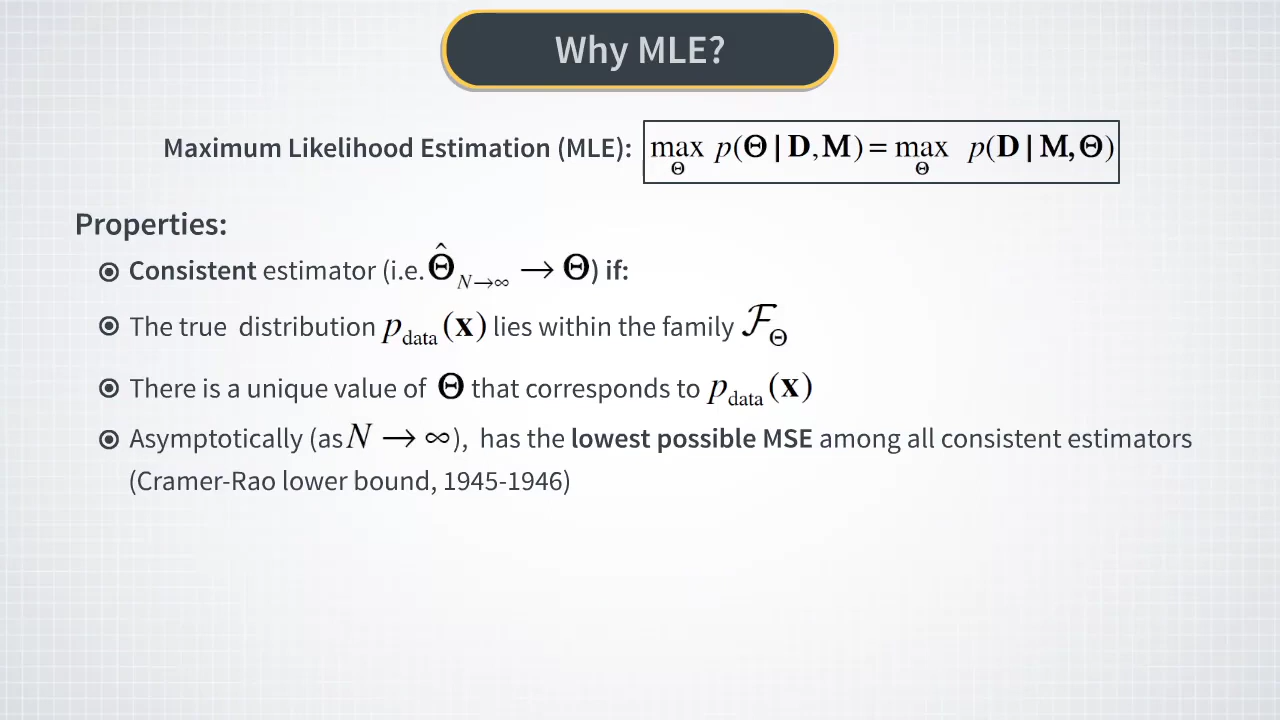 Why MLE?
Maximum Likelihood Estimation (MLE): max_Θ p(Θ | D, M) = max_Θ p(D | M, Θ)
Properties:
Consistent estimator (i.e. Θ̂_{N→∞} → Θ) if:
The true distribution p_data (x) lies within the family ℱ_Θ
There is a unique value of Θ that corresponds to p_data (x)
Asymptotically (as N → ∞), has the lowest possible MSE among all consistent estimators
(Cramer-Rao lower bound, 1945-1946)